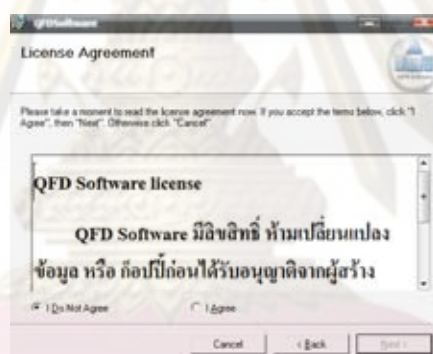 QFDSoftware
License Agreement
Please take a moment to read the license agreement now. If you accept the terms below, click "I
Agree", then "Next". Otherwise click "Cancel".
QFD Software license
QFD Software มีลิขสิทธิ์ ห้ามเปลี่ยนแปลง
ข้อมูล หรือ ก๊อปปี้ก่อนได้รับอนุญาติจากผู้สร้าง
I Do Not Agree
I Agree
Cancel
< Back
Next >